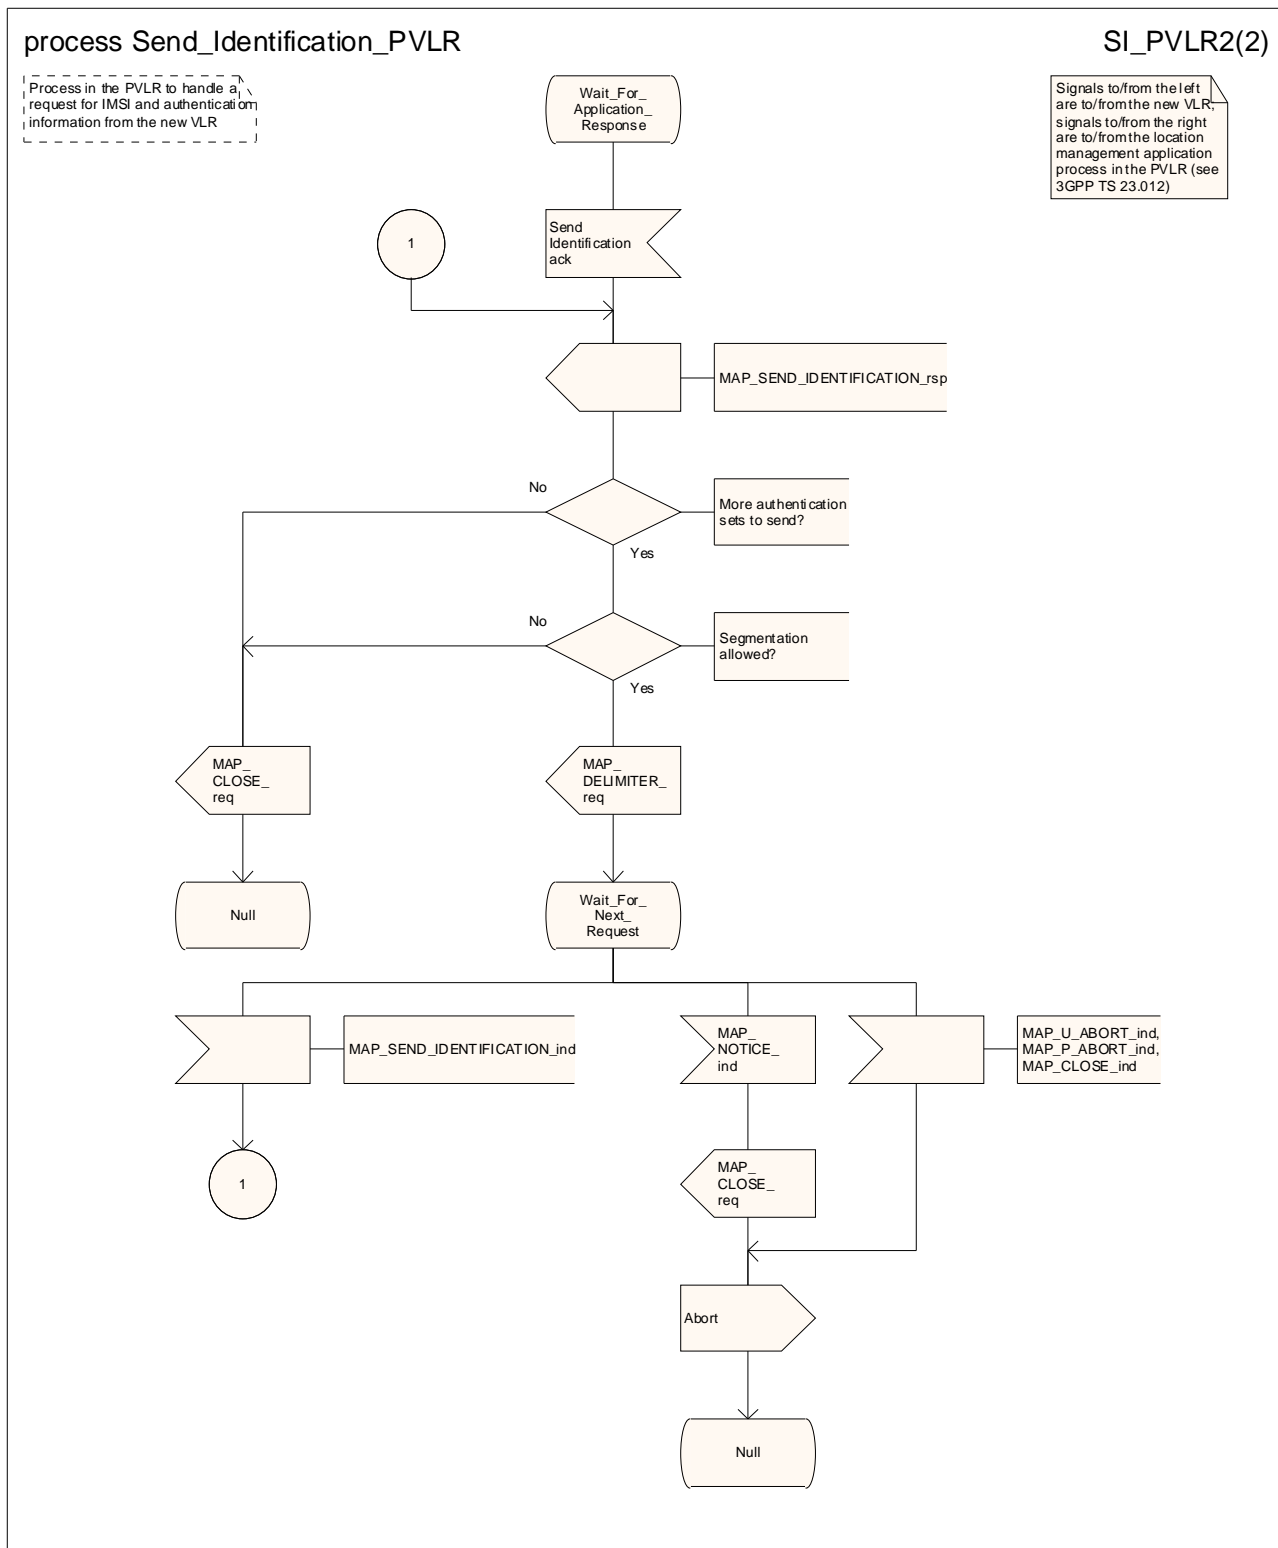 process Send_Identification_PVLR
SI_PVLR2(2)
Process in the PVLR to handle a
request for IMSI and authentication
information from the new VLR
Wait_For_
Application_
Response
Signals to/from the left
are to/from the new VLR;
signals to/from the right
are to/from the location
management application
process in the PVLR (see
3GPP TS 23.012)
1
Send
Identification
ack
MAP_SEND_IDENTIFICATION_rsp
No
More authentication
sets to send?
Yes
No
Segmentation
allowed?
Yes
MAP_
CLOSE_
req
MAP_
DELIMITER_
req
Null
Wait_For_
Next_
Request
MAP_SEND_IDENTIFICATION_ind
MAP_
NOTICE_
ind
MAP_U_ABORT_ind,
MAP_P_ABORT_ind,
MAP_CLOSE_ind
1
MAP_
CLOSE_
req
Abort
Null